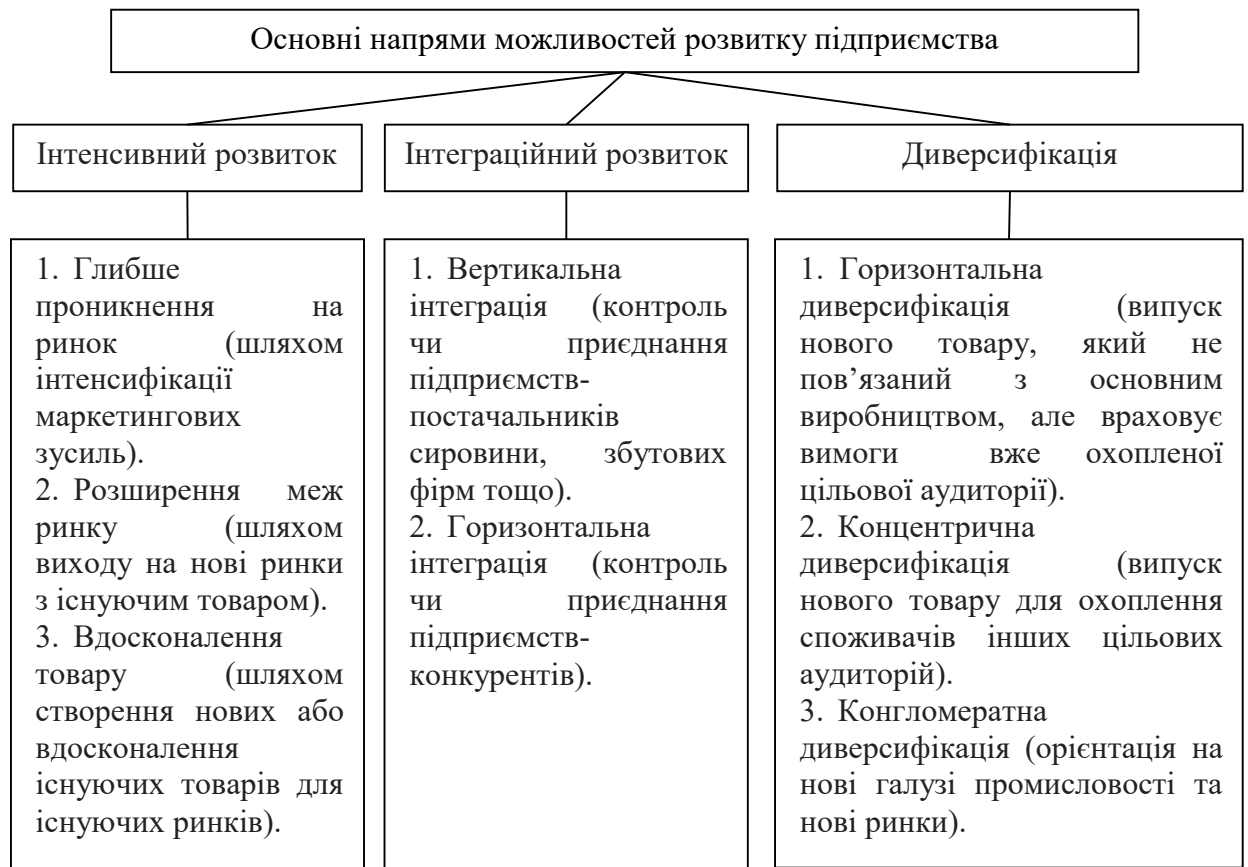 Основні напрями можливостей розвитку підприємства
Інтенсивний розвиток
Інтеграційний розвиток
Диверсифікація
1. Глибше
проникнення на
ринок (шляхом
інтенсифікації
маркетингових
зусиль).
2. Розширення меж
ринку (шляхом
виходу на нові ринки
з існуючим товаром).
3. Вдосконалення
товару (шляхом
створення нових або
вдосконалення
існуючих товарів для
існуючих ринків).
1. Вертикальна
інтеграція (контроль
чи приєднання
підприємств-
постачальників
сировини, збутових
фірм тощо).
2. Горизонтальна
інтеграція (контроль
чи приєднання
підприємств-
конкурентів).
1. Горизонтальна
диверсифікація (випуск
нового товару, який не
пов’язаний з основним
виробництвом, але враховує
вимоги вже охопленої
цільової аудиторії).
2. Концентрична
диверсифікація (випуск
нового товару для охоплення
споживачів інших цільових
аудиторій).
3. Конгломератна
диверсифікація (орієнтація на
нові галузі промисловості та
нові ринки).